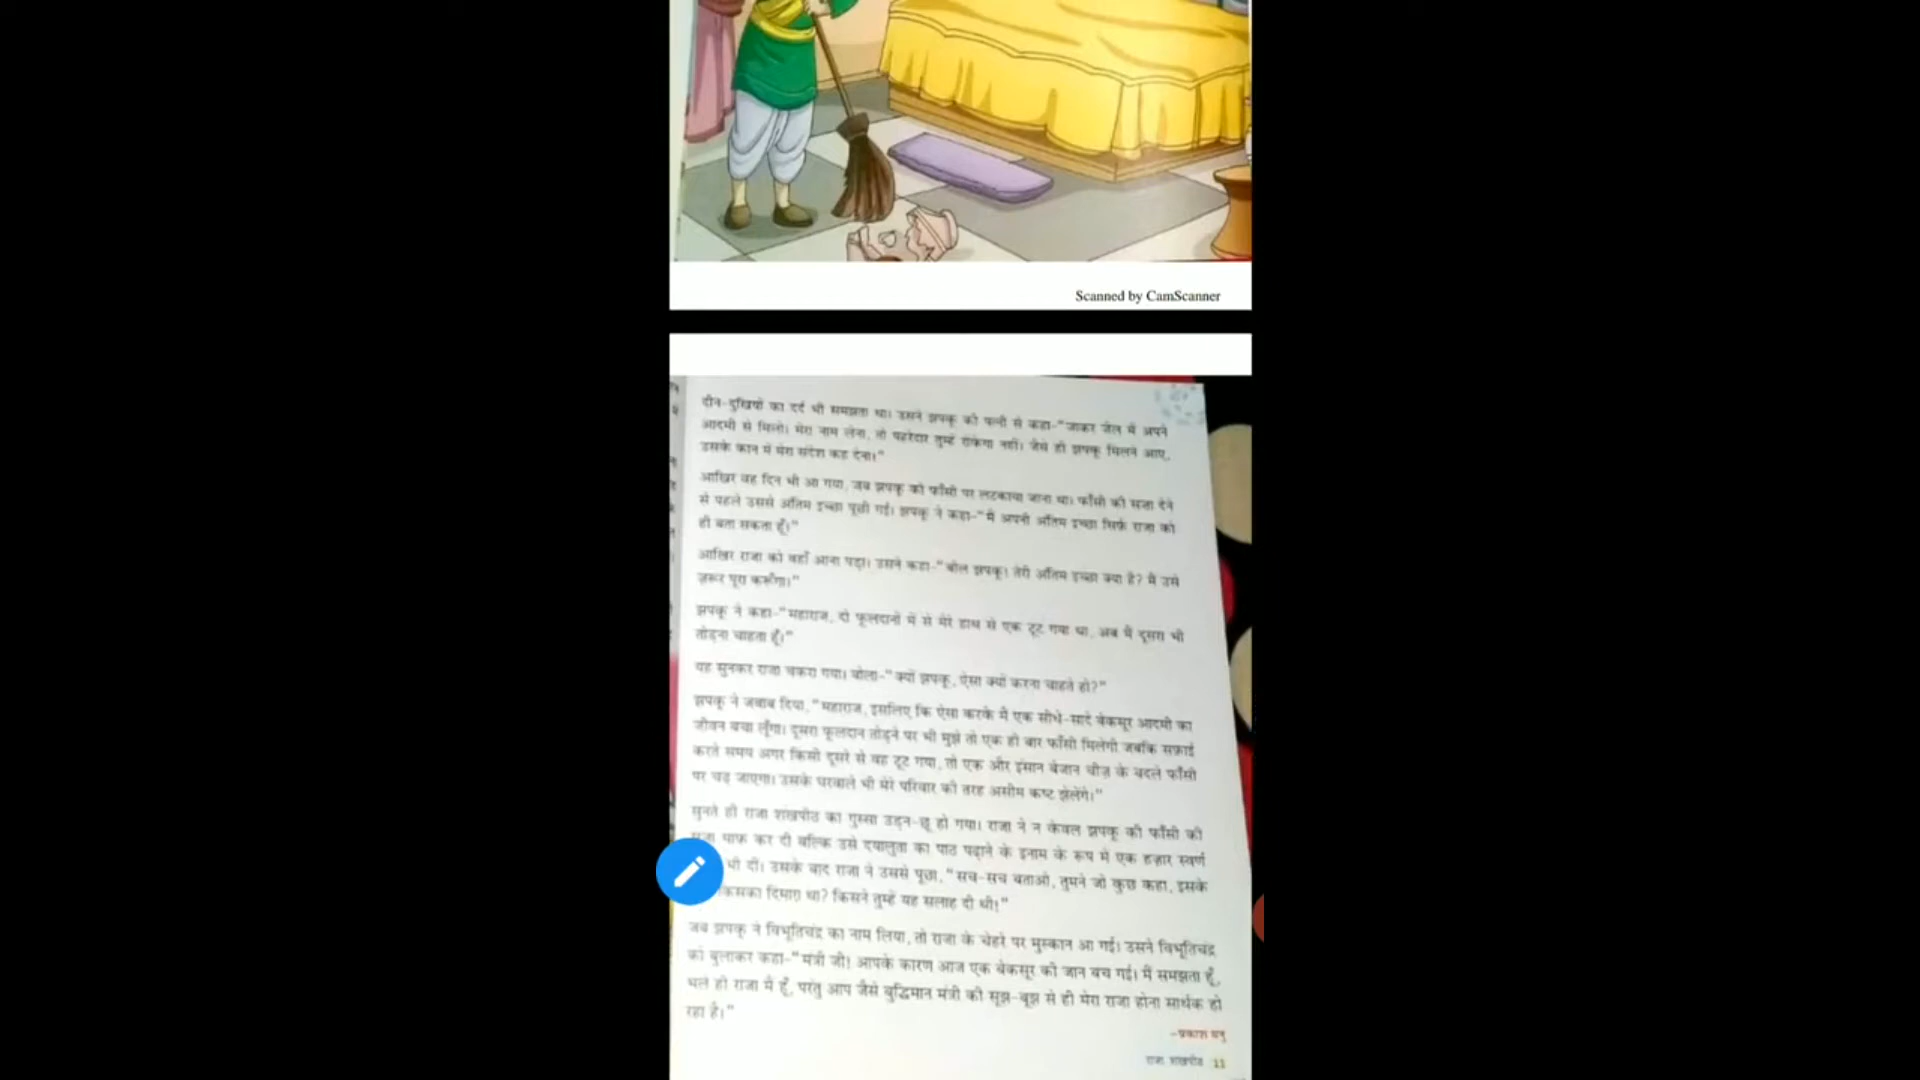 Scanned by CamScanner
दीन-दुखियों का दर्द भी समझता था। उसने झपकू की पत्नी से कहा-"जाकर जेल में अपने
आदमी से मिलो। मेरा नाम लेना, तो पहरेदार तुम्हें रोकेगा नहीं। जैसे ही झपकू मिलने आए,
उसके कान में मेरा संदेश कह देना।"
आखिर वह दिन भी आ गया, जब झपकू को फाँसी पर लटकाया जाना था। फाँसी की सज़ा देने
से पहले उससे अंतिम इच्छा पूछी गई। झपकू ने कहा-"मैं अपनी अंतिम इच्छा सिर्फ़ राजा को
ही बता सकता हूँ।"
आखिर राजा को वहाँ आना पड़ा। उसने कहा-"बोल झपकू! तेरी अंतिम इच्छा क्या है? मैं उसे
ज़रूर पूरा करूँगा।"
झपकू ने कहा-"महाराज, दो फूलदानों में से मेरे हाथ से एक टूट गया था, अब मैं दूसरा भी
तोड़ना चाहता हूँ।"
यह सुनकर राजा चकरा गया। बोला-"क्यों झपकू, ऐसा क्यों करना चाहते हो?"
झपकू ने जवाब दिया, "महाराज, इसलिए कि ऐसा करके मैं एक सीधे-सादे बेकसूर आदमी का
जीवन बचा लूँगा। दूसरा फूलदान तोड़ने पर भी मुझे तो एक ही बार फाँसी मिलेगी जबकि सफ़ाई
करते समय अगर किसी दूसरे से वह टूट गया, तो एक और इंसान बेजान चीज़ के बदले फाँसी
पर चढ़ जाएगा। उसके घरवाले भी मेरे परिवार की तरह असीम कष्ट झेलेंगे।"
सुनते ही राजा शंखपीठ का गुस्सा उड़न-छू हो गया। राजा ने न केवल झपकू की फाँसी की
माफ़ कर दी बल्कि उसे दयालुता का पाठ पढ़ाने के इनाम के रूप में एक हज़ार स्वर्ण
भी दीं। उसके बाद राजा ने उससे पूछा, "सच-सच बताओ, तुमने जो कुछ कहा, इसके
किसका दिमाग़ था? किसने तुम्हें यह सलाह दी थी!"
जब झपकू ने विभूतिचंद्र का नाम लिया, तो राजा के चेहरे पर मुस्कान आ गई। उसने विभूतिचंद्र
को बुलाकर कहा-"मंत्री जी! आपके कारण आज एक बेकसूर की जान बच गई। मैं समझता हूँ,
भले ही राजा मैं हूँ, परंतु आप जैसे बुद्धिमान मंत्री की सूझ-बूझ से ही मेरा राजा होना सार्थक हो
रहा है।"
-प्रकाश मनु
राजा शंखपीठ 11